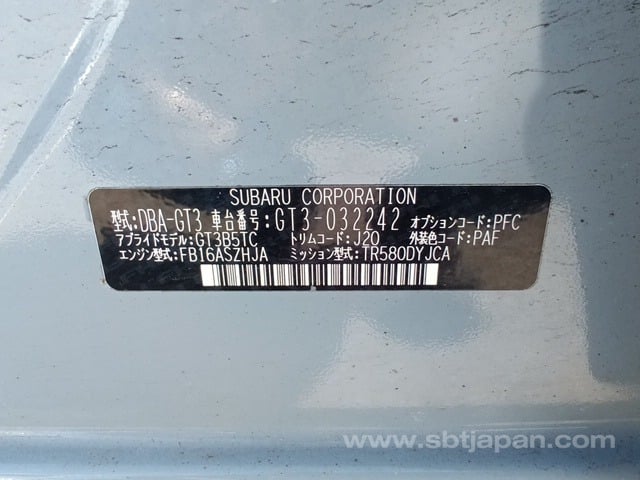 SUBARU CORPORATION
型式:DBA-GT3 車台番号:GT3-032242 オプションコード:PFC
アプライドモデル:GT3B5TC トリムコード:J20 外装色コード:PAF
エンジン型式:FB16ASZHJA ミッション型式:TR580DYJCA
www.sbtjapan.com